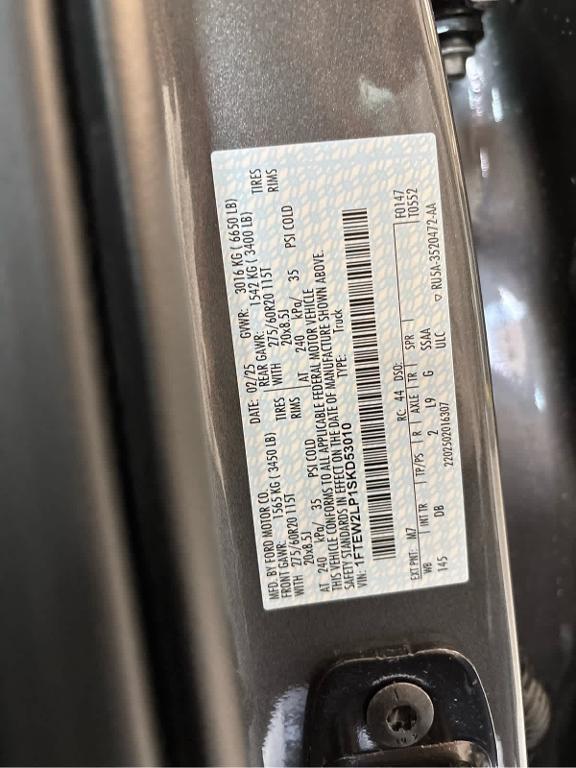 MFD. BY FORD MOTOR CO.
DATE: 02/25 GVWR: 3016 KG ( 6650 LB)
FRONT GAWR: 1565 KG ( 3450 LB) REAR GAWR: 1542 KG ( 3400 LB)
WITH 275/60R20 115T TIRES WITH 275/60R20 115T TIRES
20x8.5J RIMS 20x8.5J RIMS
AT 240 kPa/ 35 PSI COLD AT 240 kPa/ 35 PSI COLD
THIS VEHICLE CONFORMS TO ALL APPLICABLE FEDERAL MOTOR VEHICLE
SAFETY STANDARDS IN EFFECT ON THE DATE OF MANUFACTURE SHOWN ABOVE.
VIN: 1FTEW2LP1SKD53010 TYPE: Truck
F0147
T0552
EXT PNT: M7 RC: 44 DSO:
WB INT TR TP/PS R AXLE TR SPR
145 DB 2 L9 G SSAA
ULC
2202502016307
▽ RU5A-3520472-AA